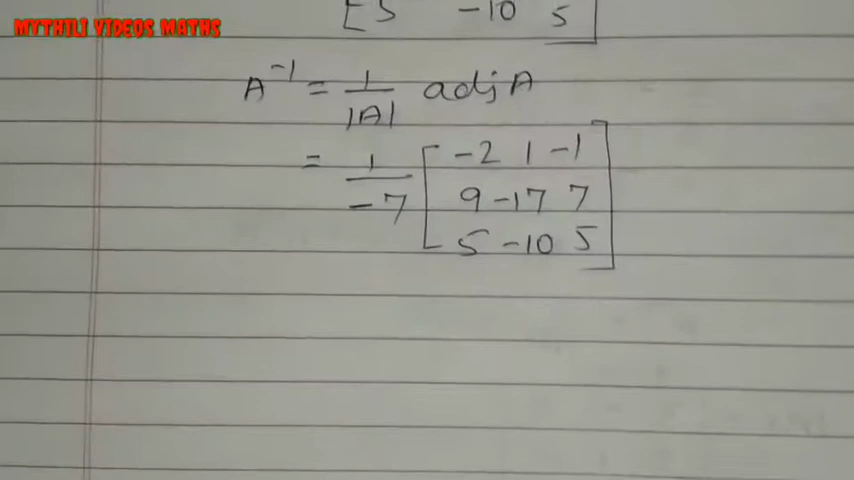 MYTHILI VIDEOS MATHS
[ 5 -10 5 ]
A⁻¹ = 1/|A| adj A
= 1/-7 [ -2 1 -1
9 -17 7
5 -10 5 ]